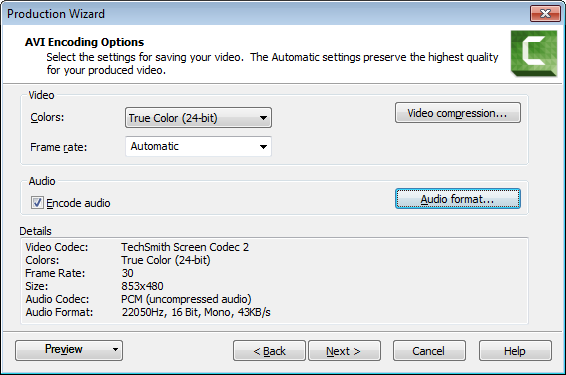 Production Wizard
AVI Encoding Options
Select the settings for saving your video. The Automatic settings preserve the highest quality
for your produced video.
Video
Colors: True Color (24-bit) Video compression...
Frame rate: Automatic
Audio
Encode audio Audio format...
Details
Video Codec: TechSmith Screen Codec 2
Colors: True Color (24-bit)
Frame Rate: 30
Size: 853x480
Audio Codec: PCM (uncompressed audio)
Audio Format: 22050Hz, 16 Bit, Mono, 43KB/s
Preview < Back Next > Cancel Help